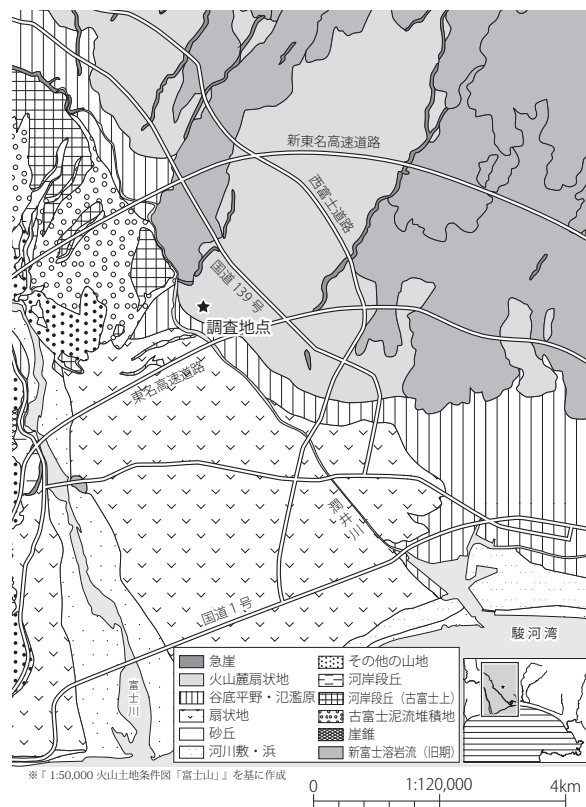 新東名高速道路
西富士道路
国道 139 号
調査地点
東名高速道路
潤井川
国道 1 号
駿河湾
富士川
急崖
火山麓扇状地
谷底平野・氾濫原
扇状地
砂丘
河川敷・浜
その他の山地
河岸段丘
河岸段丘(古富士上)
古富士泥流堆積地
崖錐
新富士溶岩流(旧期)
※『 1:50,000 火山土地条件図「富士山」』を基に作成
0 1:120,000 4km